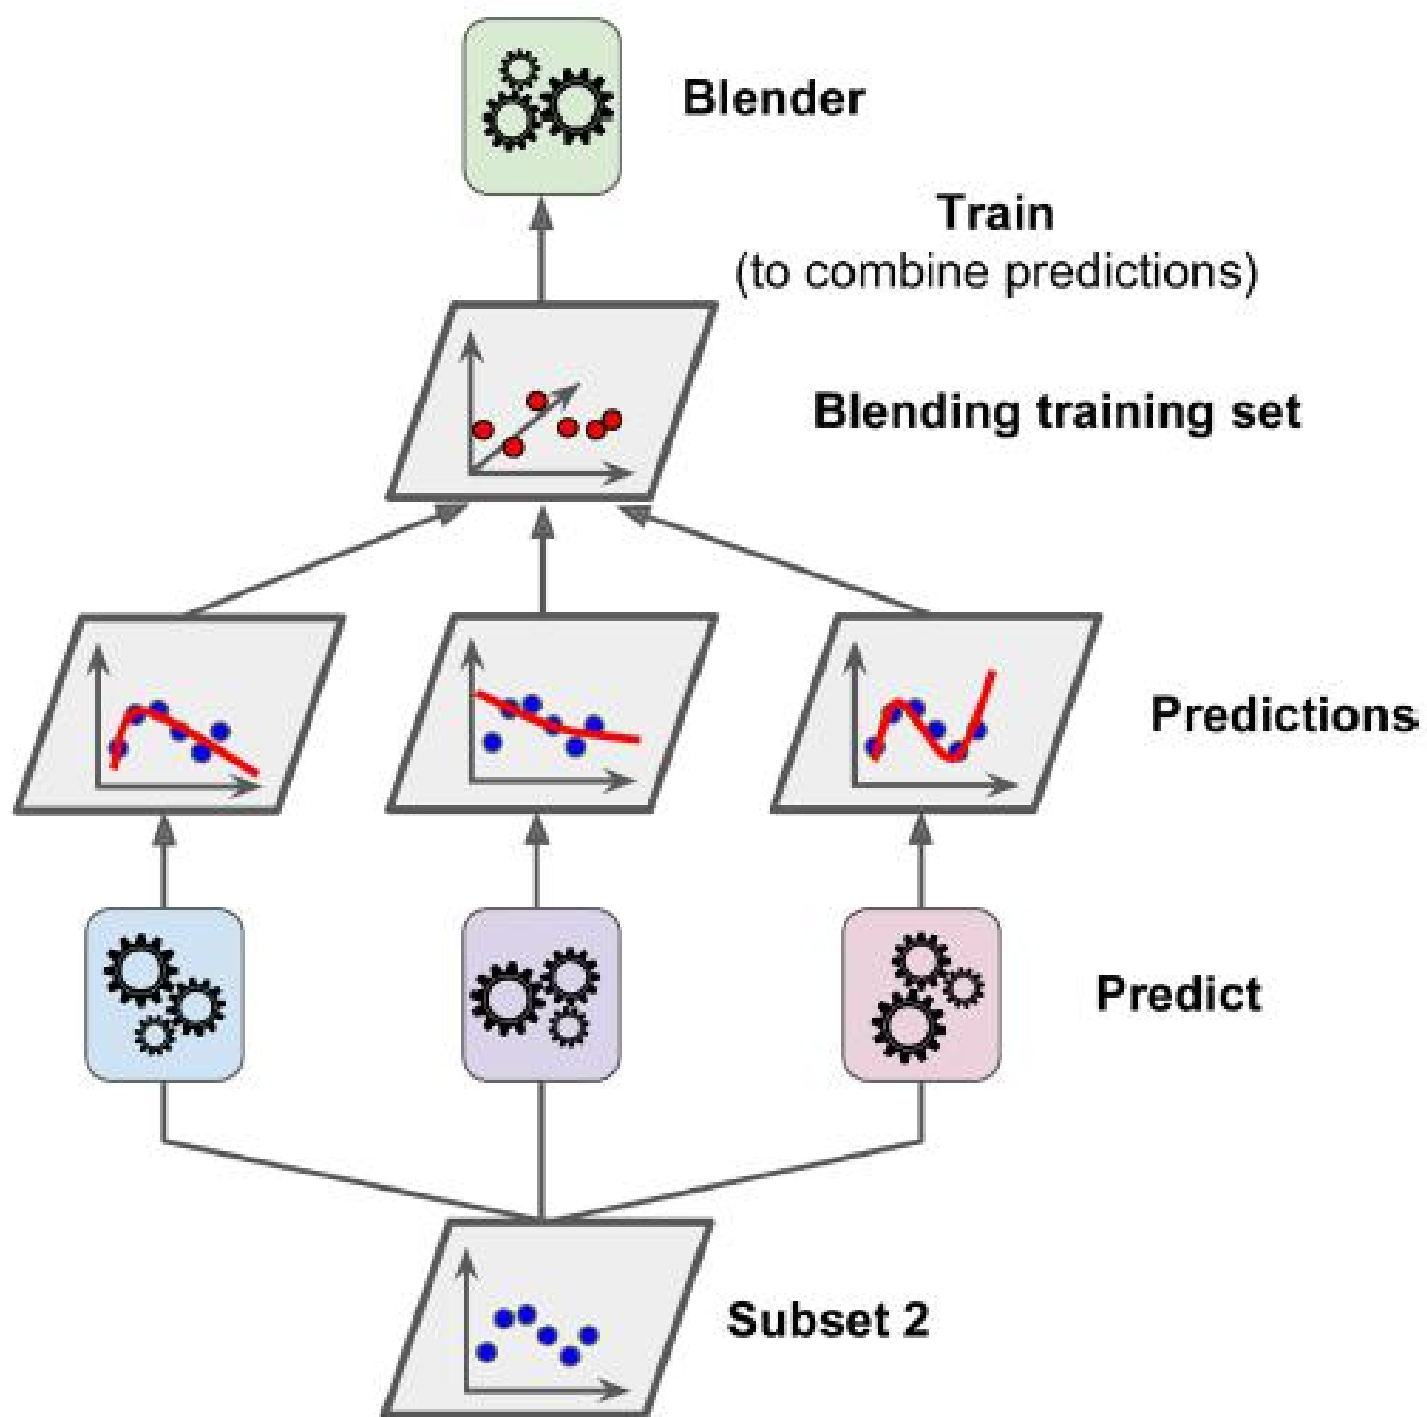 Blender
Train
(to combine predictions)
Blending training set
Predictions
Predict
Subset 2